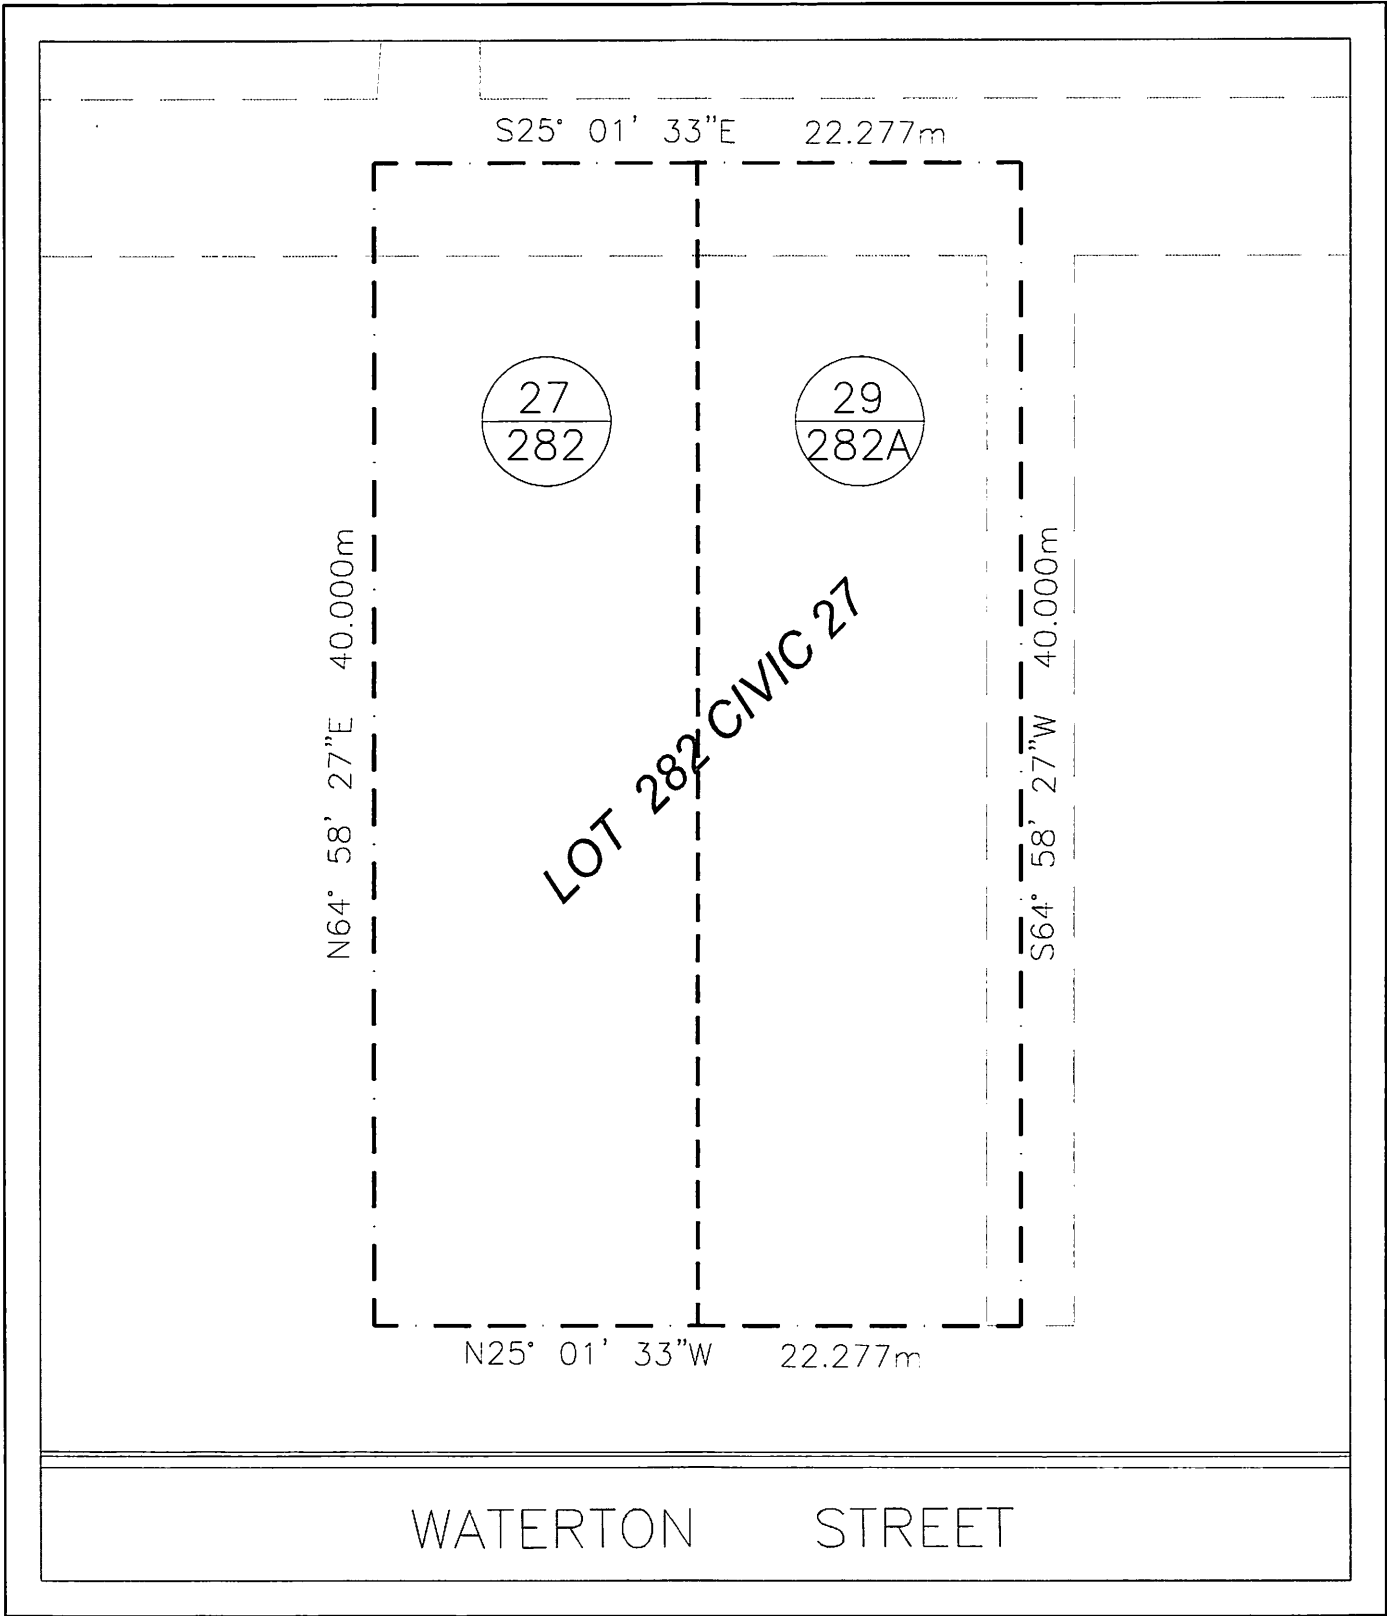 S25° 01' 33"E 22.277m
27
282
29
282A
N64° 58' 27"E 40.000m
LOT 282 CIVIC 27
S64° 58' 27"W 40.000m
N25° 01' 33"W 22.277m
WATERTON STREET